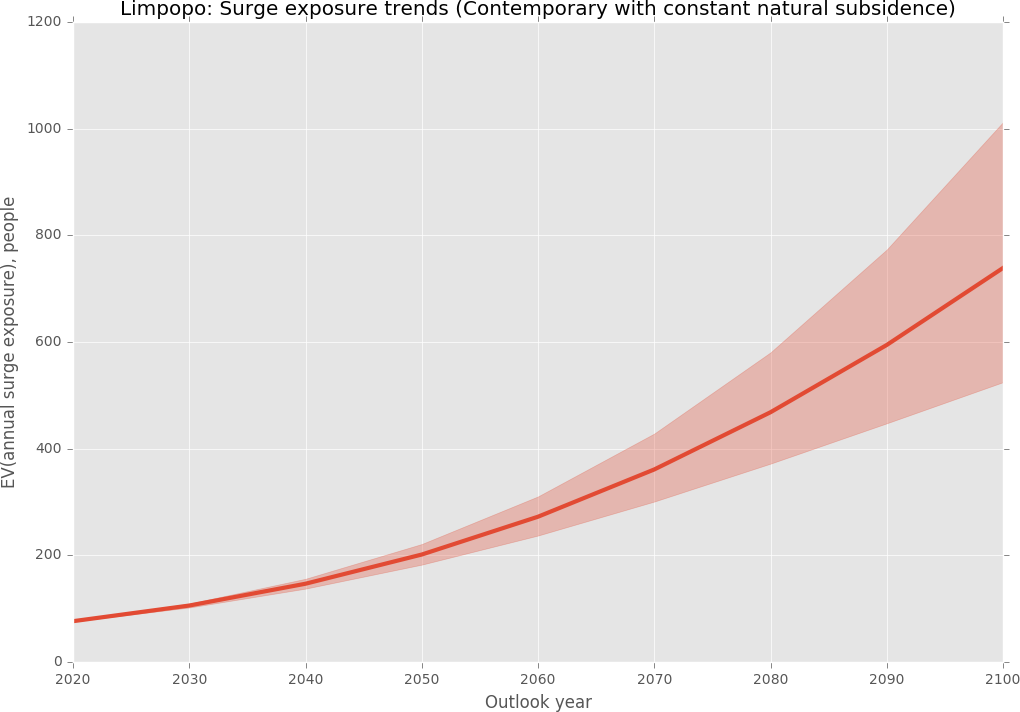 Limpopo: Surge exposure trends (Contemporary with constant natural subsidence)
EV(annual surge exposure), people
1200
1000
800
600
400
200
0
2020 2030 2040 2050 2060 2070 2080 2090 2100
Outlook year